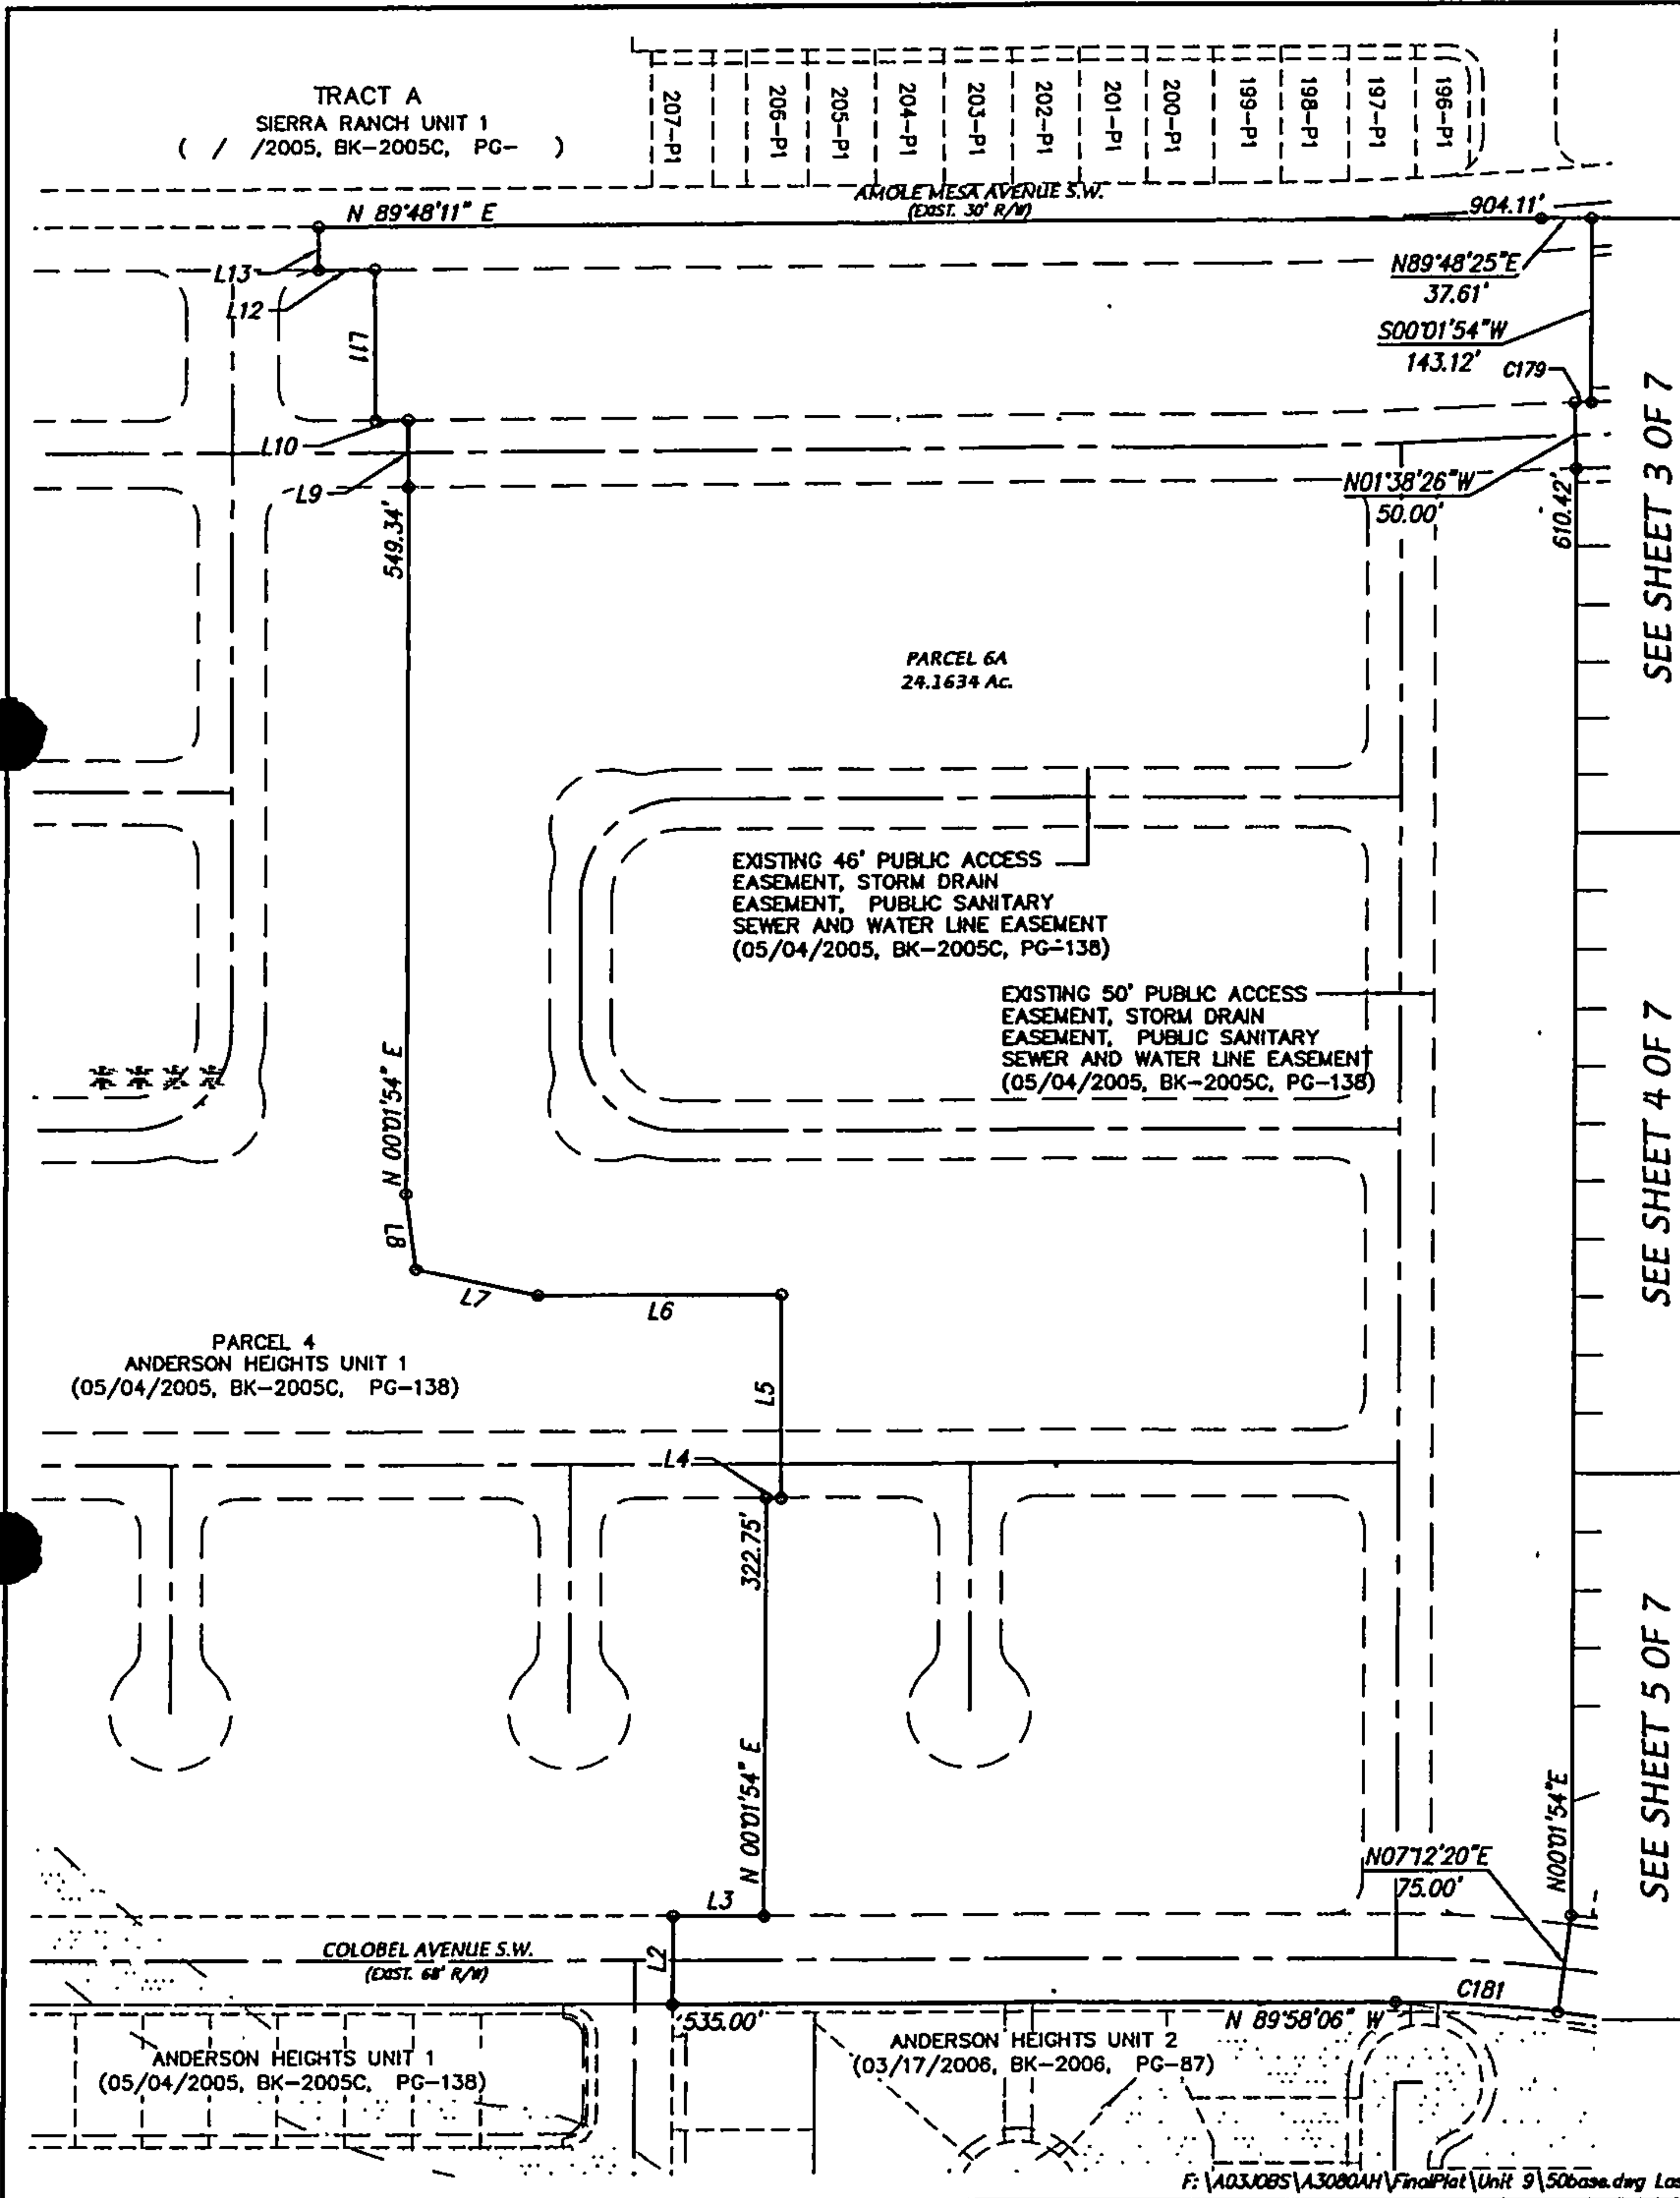 TRACT A
SIERRA RANCH UNIT 1
( / /2005, BK-2005C, PG- )
207-P1
206-P1
205-P1
204-P1
203-P1
202-P1
201-P1
200-P1
199-P1
198-P1
197-P1
196-P1
AMOLE MESA AVENUE S.W.
(EXIST. 30' R/W)
N 89°48'11" E
904.11'
L13
L12
L11
N89°48'25"E
37.61'
S00°01'54"W
143.12'
C179
L10
L9
N01°38'26"W
50.00'
549.34'
610.42'
SEE SHEET 3 OF 7
PARCEL 6A
24.1634 Ac.
EXISTING 46' PUBLIC ACCESS
EASEMENT, STORM DRAIN
EASEMENT, PUBLIC SANITARY
SEWER AND WATER LINE EASEMENT
(05/04/2005, BK-2005C, PG-138)
EXISTING 50' PUBLIC ACCESS
EASEMENT, STORM DRAIN
EASEMENT, PUBLIC SANITARY
SEWER AND WATER LINE EASEMENT
(05/04/2005, BK-2005C, PG-138)
N 00°01'54" E
SEE SHEET 4 OF 7
L8
L7
L6
PARCEL 4
ANDERSON HEIGHTS UNIT 1
(05/04/2005, BK-2005C, PG-138)
L5
L4
322.75'
N 00°01'54" E
SEE SHEET 5 OF 7
N00°01'54"E
N07°12'20"E
75.00'
L3
L2
COLOBEL AVENUE S.W.
(EXIST. 68' R/W)
C181
535.00'
N 89°58'06" W
ANDERSON HEIGHTS UNIT 2
(03/17/2006, BK-2006, PG-87)
ANDERSON HEIGHTS UNIT 1
(05/04/2005, BK-2005C, PG-138)
F:\A03JOBS\A3080AH\FinalPlat\Unit 9\50base.dwg Las